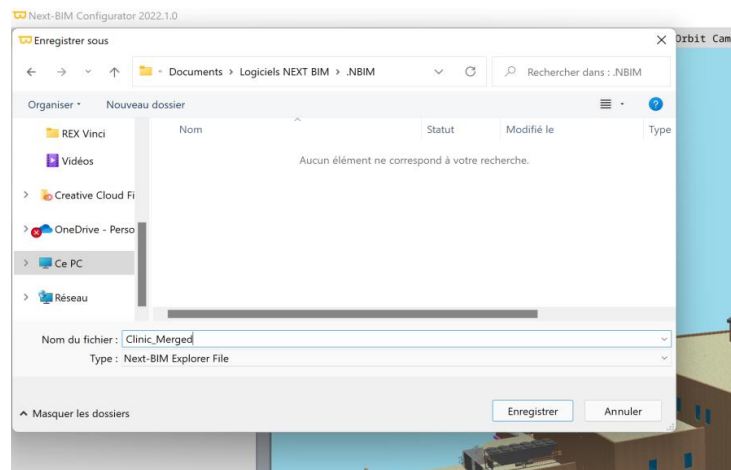 Next-BIM Configurator 2022.1.0
Enregistrer sous
Orbit Cam
Documents > Logiciels NEXT BIM > .NBIM
Rechercher dans : .NBIM
Organiser
Nouveau dossier
Nom
Statut
Modifié le
Type
REX Vinci
Aucun élément ne correspond à votre recherche.
Vidéos
Creative Cloud Fi
OneDrive - Perso
Ce PC
Réseau
Nom du fichier : Clinic_Merged
Type : Next-BIM Explorer File
Masquer les dossiers
Enregistrer
Annuler